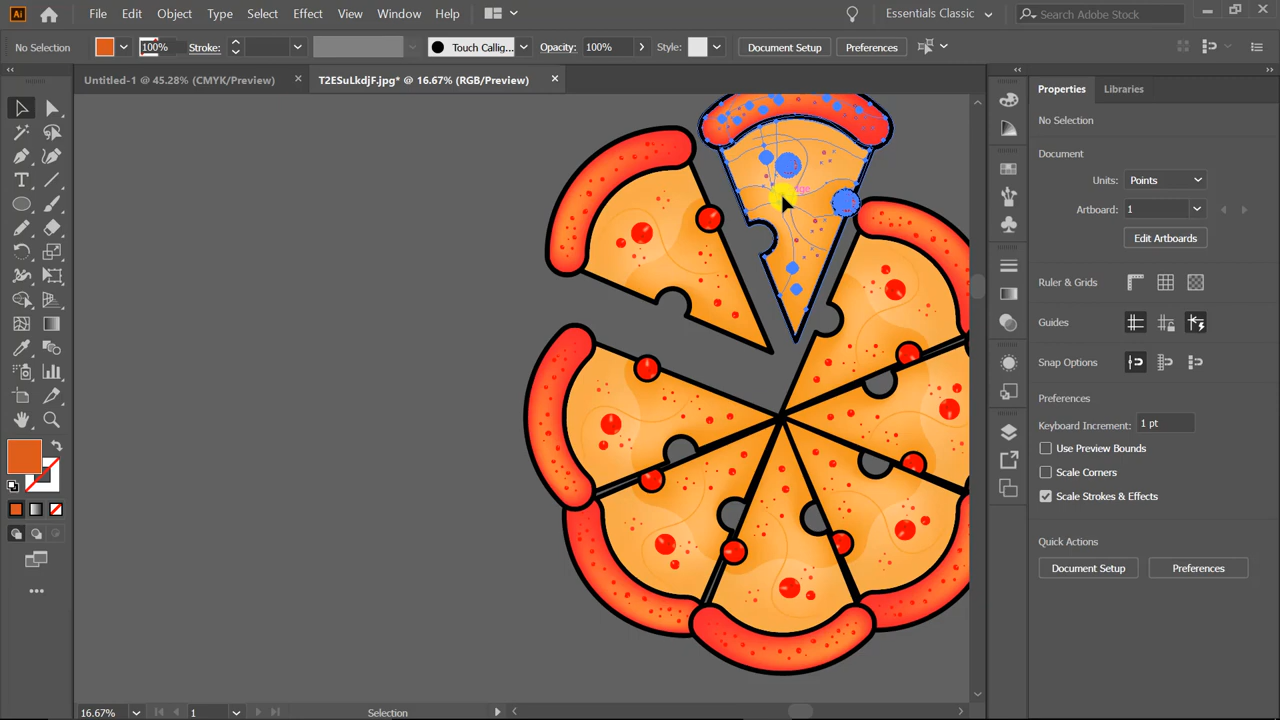 Ai File Edit Object Type Select Effect View Window Help Essentials Classic Search Adobe Stock
No Selection 100% Stroke: Touch Callig... Opacity: 100% Style: Document Setup Preferences
Untitled-1 @ 45.28% (CMYK/Preview) T2ESuLkdjF.jpg* @ 16.67% (RGB/Preview)
Properties Libraries
No Selection
Document
Units: Points
Artboard: 1
Edit Artboards
Ruler & Grids
Guides
Snap Options
Preferences
Keyboard Increment: 1 pt
Use Preview Bounds
Scale Corners
Scale Strokes & Effects
Quick Actions
Document Setup Preferences
16.67% 1 Selection